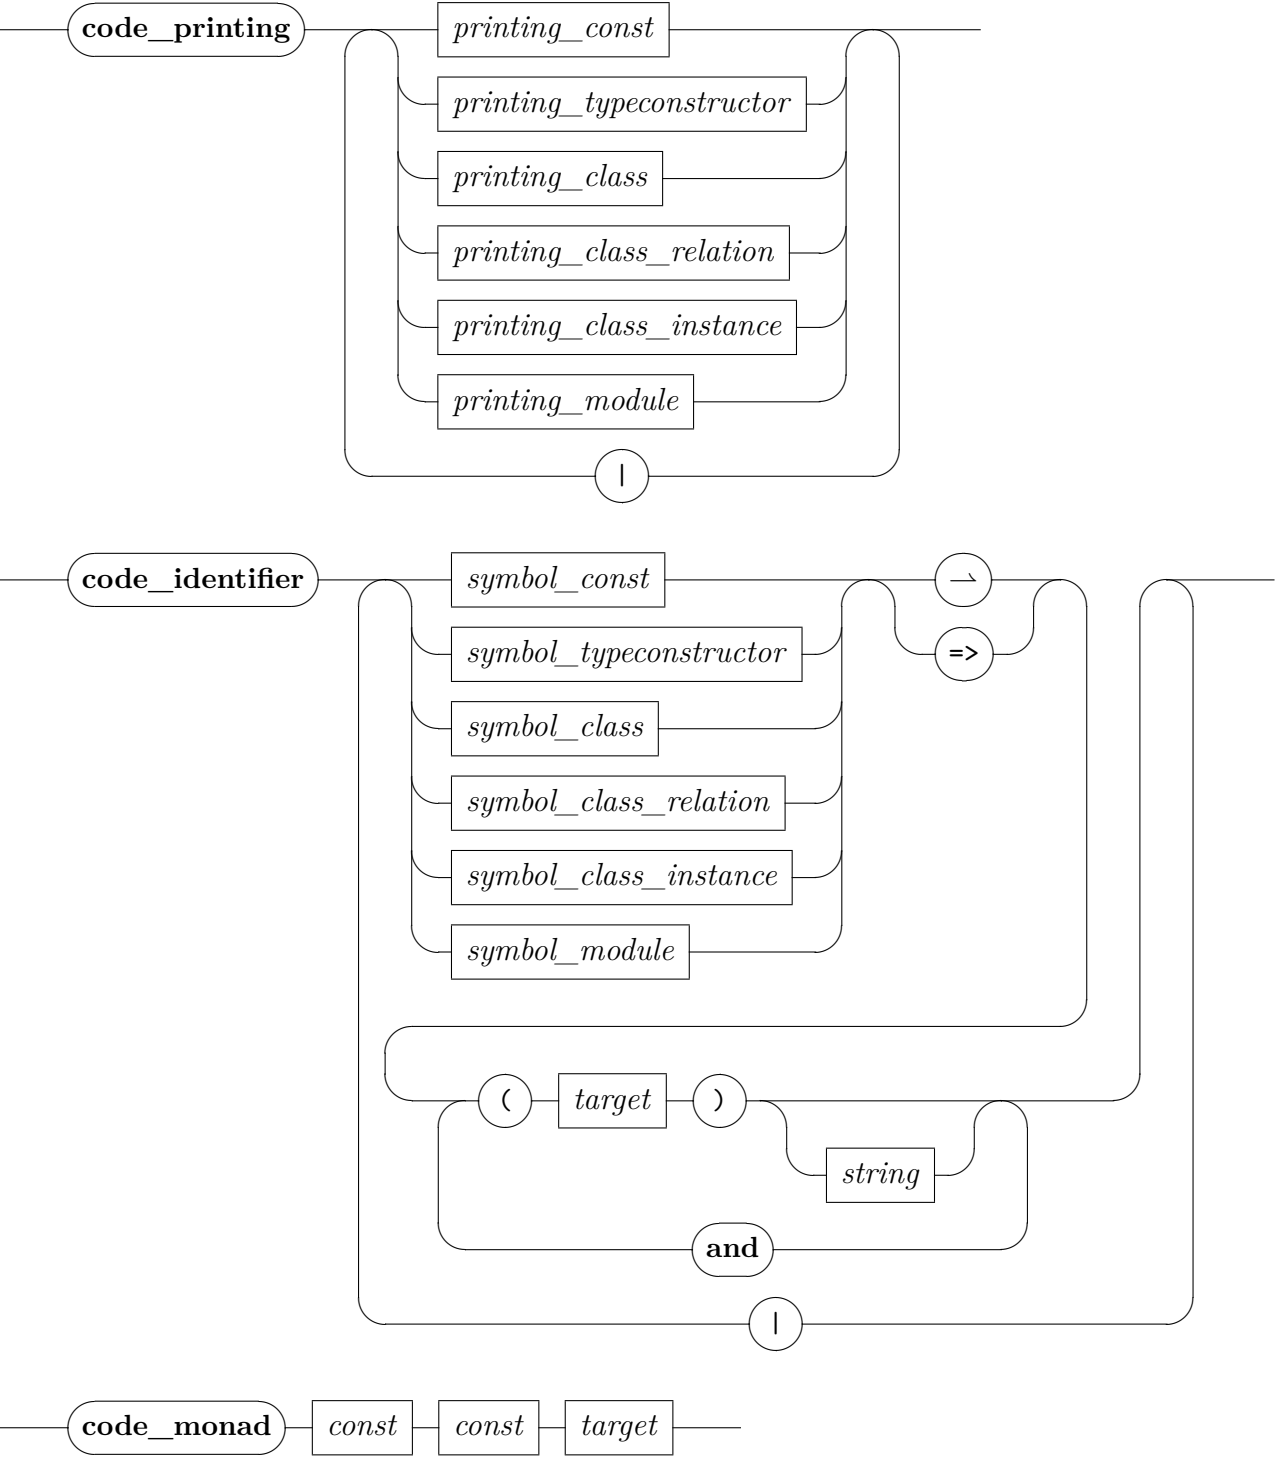 code_printing printing_const
printing_typeconstructor
printing_class
printing_class_relation
printing_class_instance
printing_module
|
code_identifier symbol_const ⇀
symbol_typeconstructor =>
symbol_class
symbol_class_relation
symbol_class_instance
symbol_module
( target )
string
and
|
code_monad const const target